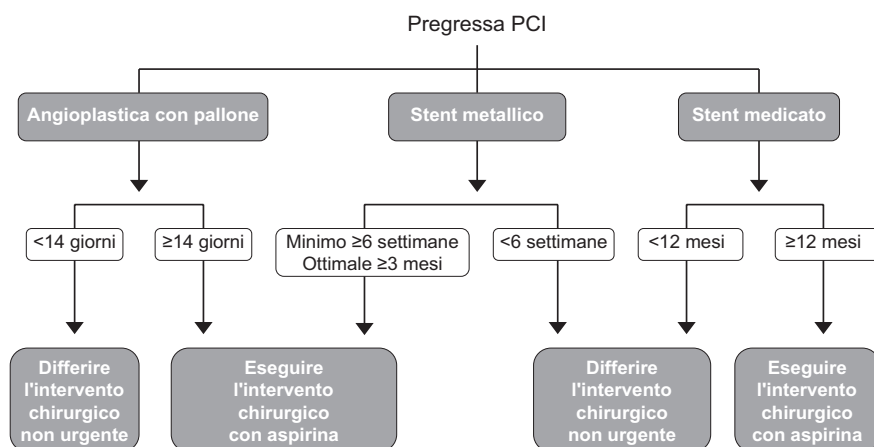 Pregressa PCI
Angioplastica con pallone
Stent metallico
Stent medicato
<14 giorni
≥14 giorni
Minimo ≥6 settimane
Ottimale ≥3 mesi
<6 settimane
<12 mesi
≥12 mesi
Differire
l'intervento
chirurgico
non urgente
Eseguire
l'intervento
chirurgico
con aspirina
Differire
l'intervento
chirurgico
non urgente
Eseguire
l'intervento
chirurgico
con aspirina